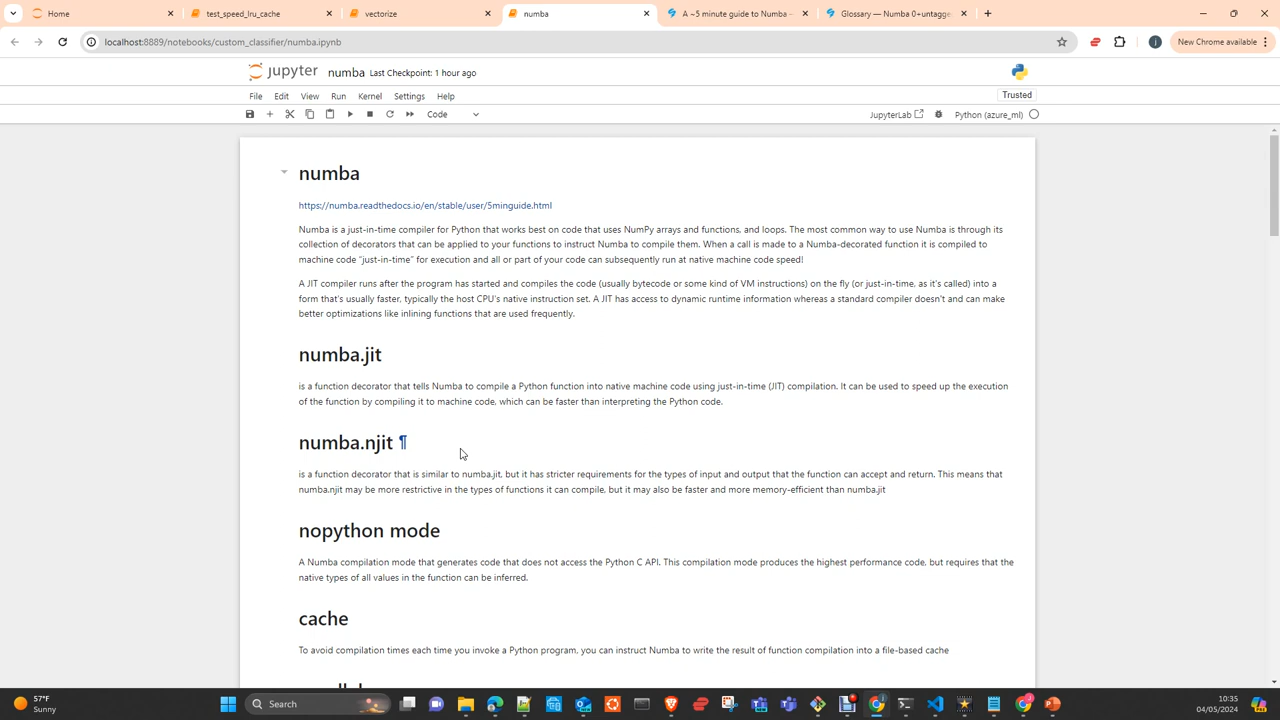 Home
test_speed_lru_cache
vectorize
numba
A ~5 minute guide to Numba —
Glossary — Numba 0+untagge
localhost:8889/notebooks/custom_classifier/numba.ipynb
New Chrome available
jupyter numba Last Checkpoint: 1 hour ago
File Edit View Run Kernel Settings Help
Trusted
Code
JupyterLab
Python (azure_ml)
numba
https://numba.readthedocs.io/en/stable/user/5minguide.html
Numba is a just-in-time compiler for Python that works best on code that uses NumPy arrays and functions, and loops. The most common way to use Numba is through its
collection of decorators that can be applied to your functions to instruct Numba to compile them. When a call is made to a Numba-decorated function it is compiled to
machine code “just-in-time” for execution and all or part of your code can subsequently run at native machine code speed!
A JIT compiler runs after the program has started and compiles the code (usually bytecode or some kind of VM instructions) on the fly (or just-in-time, as it's called) into a
form that's usually faster, typically the host CPU's native instruction set. A JIT has access to dynamic runtime information whereas a standard compiler doesn't and can make
better optimizations like inlining functions that are used frequently.
numba.jit
is a function decorator that tells Numba to compile a Python function into native machine code using just-in-time (JIT) compilation. It can be used to speed up the execution
of the function by compiling it to machine code, which can be faster than interpreting the Python code.
numba.njit ¶
is a function decorator that is similar to numba.jit, but it has stricter requirements for the types of input and output that the function can accept and return. This means that
numba.njit may be more restrictive in the types of functions it can compile, but it may also be faster and more memory-efficient than numba.jit
nopython mode
A Numba compilation mode that generates code that does not access the Python C API. This compilation mode produces the highest performance code, but requires that the
native types of all values in the function can be inferred.
cache
To avoid compilation times each time you invoke a Python program, you can instruct Numba to write the result of function compilation into a file-based cache
57°F
Sunny
Search
10:35
04/05/2024